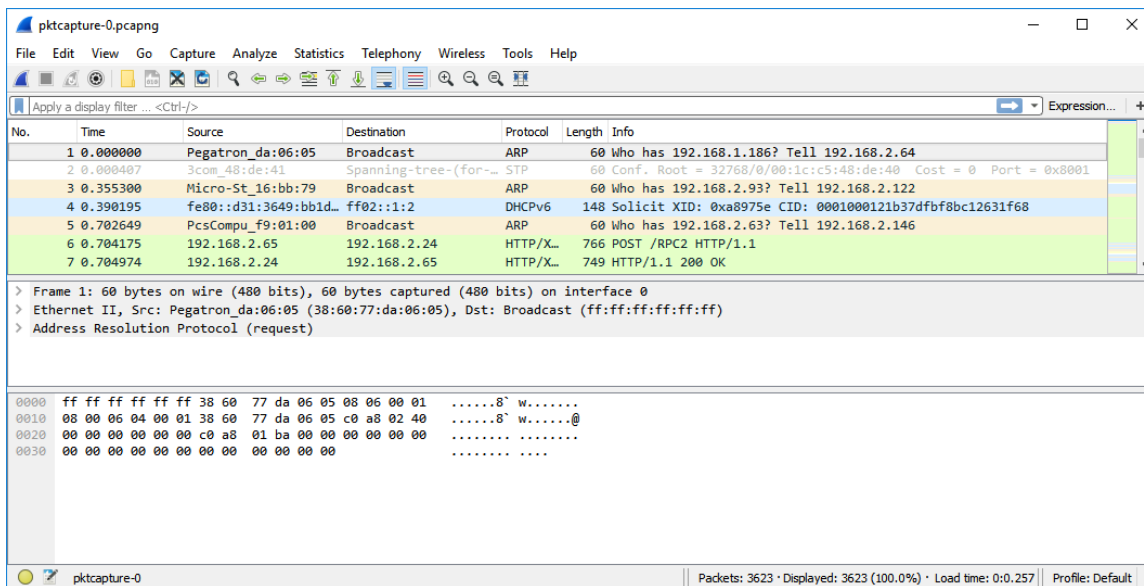 pktcapture-0.pcapng
File Edit View Go Capture Analyze Statistics Telephony Wireless Tools Help
Apply a display filter ... <Ctrl-/> Expression... +
No. Time Source Destination Protocol Length Info
1 0.000000 Pegatron_da:06:05 Broadcast ARP 60 Who has 192.168.1.186? Tell 192.168.2.64
2 0.000407 3com_48:de:41 Spanning-tree-(for-… STP 60 Conf. Root = 32768/0/00:1c:c5:48:de:40 Cost = 0 Port = 0x8001
3 0.355300 Micro-St_16:bb:79 Broadcast ARP 60 Who has 192.168.2.93? Tell 192.168.2.122
4 0.390195 fe80::d31:3649:bb1d… ff02::1:2 DHCPv6 148 Solicit XID: 0xa8975e CID: 0001000121b37dfbf8bc12631f68
5 0.702649 PcsCompu_f9:01:00 Broadcast ARP 60 Who has 192.168.2.63? Tell 192.168.2.146
6 0.704175 192.168.2.65 192.168.2.24 HTTP/X… 766 POST /RPC2 HTTP/1.1
7 0.704974 192.168.2.24 192.168.2.65 HTTP/X… 749 HTTP/1.1 200 OK
> Frame 1: 60 bytes on wire (480 bits), 60 bytes captured (480 bits) on interface 0
> Ethernet II, Src: Pegatron_da:06:05 (38:60:77:da:06:05), Dst: Broadcast (ff:ff:ff:ff:ff:ff)
> Address Resolution Protocol (request)
0000 ff ff ff ff ff ff 38 60 77 da 06 05 08 06 00 01 ......8` w.......
0010 08 00 06 04 00 01 38 60 77 da 06 05 c0 a8 02 40 ......8` w......@
0020 00 00 00 00 00 00 c0 a8 01 ba 00 00 00 00 00 00 ........ ........
0030 00 00 00 00 00 00 00 00 00 00 00 00 ........ ....
pktcapture-0 Packets: 3623 · Displayed: 3623 (100.0%) · Load time: 0:0.257 Profile: Default